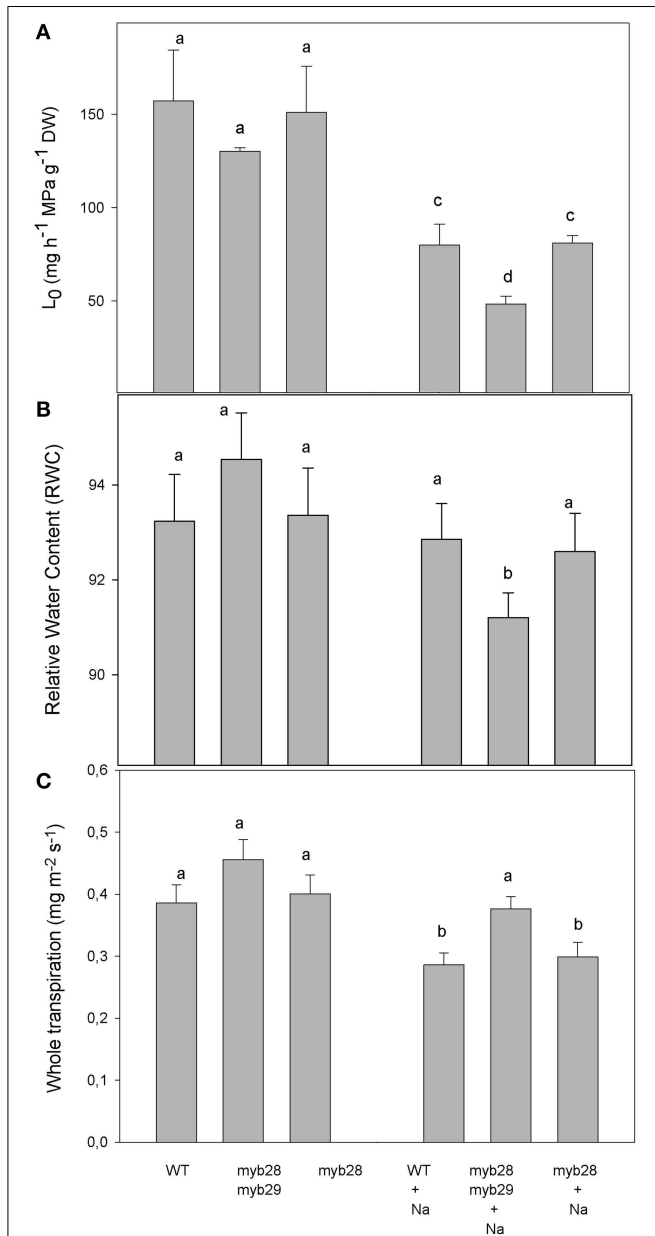 A
L0 (mg h-1 MPa g-1 DW)
150
100
50
a
a
a
c
d
c
B
Relative Water Content (RWC)
94
92
90
a
a
a
a
b
a
C
Whole transpiration (mg m-2 s-1)
0,6
0,5
0,4
0,3
0,2
0,1
0,0
a
a
a
b
a
b
WT
myb28
myb29
myb28
WT
+
Na
myb28
myb29
+
Na
myb28
+
Na